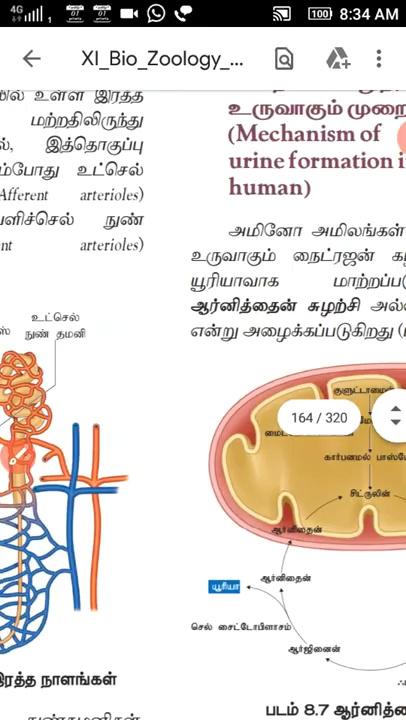 4G
100
8:34 AM
XI_Bio_Zoology_...
யில் உள்ள இரத்த
மற்றதிலிருந்து
இத்தொகுப்பு
ம்போது உட்செல்
Afferent arterioles)
வளிச்செல் நுண்
arterioles)
உட்செல்
நுண் தமனி
இரத்த நாளங்கள்
உருவாகும் முறை
(Mechanism of
urine formation i
human)
அமினோ அமிலங்கள்
உருவாகும் நைட்ரஜன் க
யூரியாவாக மாற்றப்ப
ஆர்னித்தைன் சுழற்சி அல்
என்று அழைக்கப்படுகிறது
குளுட்டாமை
164 / 320
கார்பனமல் பாஸ்பே
சிட்ருலின்
ஆர்னிதைன்
ஆர்னிதைன்
யூரியா
செல் சைட்டோபிளாசம்
ஆர்ஜினைன்
படம் 8.7 ஆர்னித்